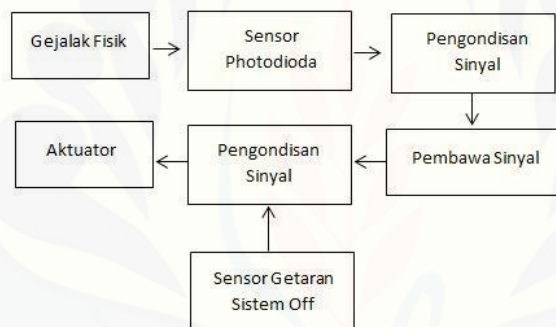 Gejalak Fisik
Sensor
Photodioda
Pengondisan
Sinyal
Aktuator
Pengondisan
Sinyal
Pembawa Sinyal
Sensor Getaran
Sistem Off